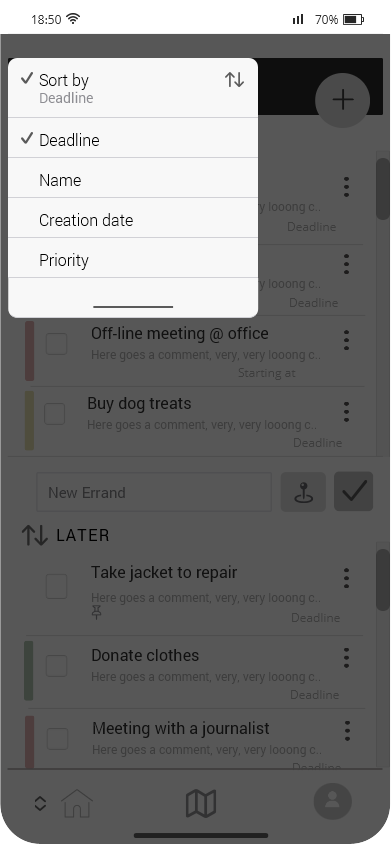 18:50
70%
Sort by
Deadline
Deadline
Name
Creation date
Priority
y looong c..
Deadline
y looong c..
Deadline
Off-line meeting @ office
Here goes a comment, very, very looong c..
Starting at
Buy dog treats
Here goes a comment, very, very looong c..
Deadline
New Errand
LATER
Take jacket to repair
Here goes a comment, very, very looong c..
Deadline
Donate clothes
Here goes a comment, very, very looong c..
Deadline
Meeting with a journalist
Here goes a comment, very, very looong c..
Deadline